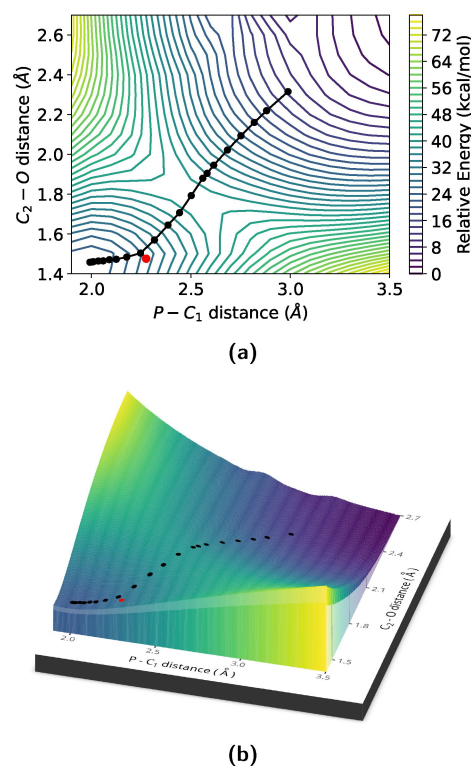 2.6
2.4
2.2
2.0
1.8
1.6
1.4
C₂ – O distance (Å)
2.0 2.5 3.0 3.5
P – C₁ distance (Å)
72
64
56
48
40
32
24
16
8
0
Relative Energy (kcal/mol)
(a)
2.7
2.4
2.1
1.8
1.5
C₂ - O distance (Å)
2.0 2.5 3.0 3.5
P - C₁ distance (Å)
(b)